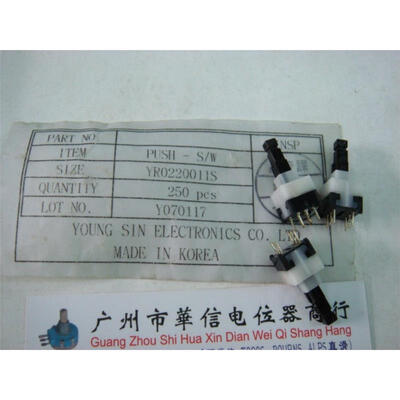 PART NO
INSP
ITEM PUSH - S/W
SIZE YR0220011S
QUANTITY 250 pcs
LOT NO. Y070117
YOUNG SIN ELECTRONICS CO. LTD
MADE IN KOREA
广州市華信电位器商行
Guang Zhou Shi Hua Xin Dian Wei Qi Shang Hang